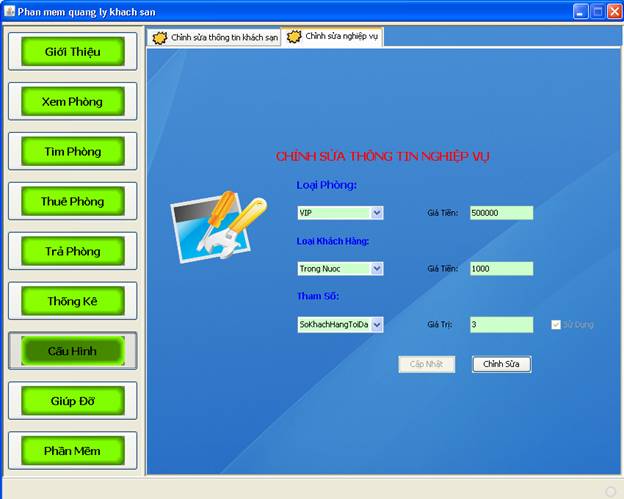 Phan mem quang ly khach san
Giới Thiệu
Xem Phòng
Tìm Phòng
Thuê Phòng
Trả Phòng
Thống Kê
Cấu Hình
Giúp Đỡ
Phần Mềm
Chỉnh sửa thông tin khách sạn
Chỉnh sửa nghiệp vụ
CHỈNH SỬA THÔNG TIN NGHIỆP VỤ
Loại Phòng:
VIP Giá Tiền: 500000
Loại Khách Hàng:
Trong Nuoc Giá Tiền: 1000
Tham Số:
SoKhachHangToiDa Giá Trị: 3 Sử Dụng
Cập Nhật Chỉnh Sửa